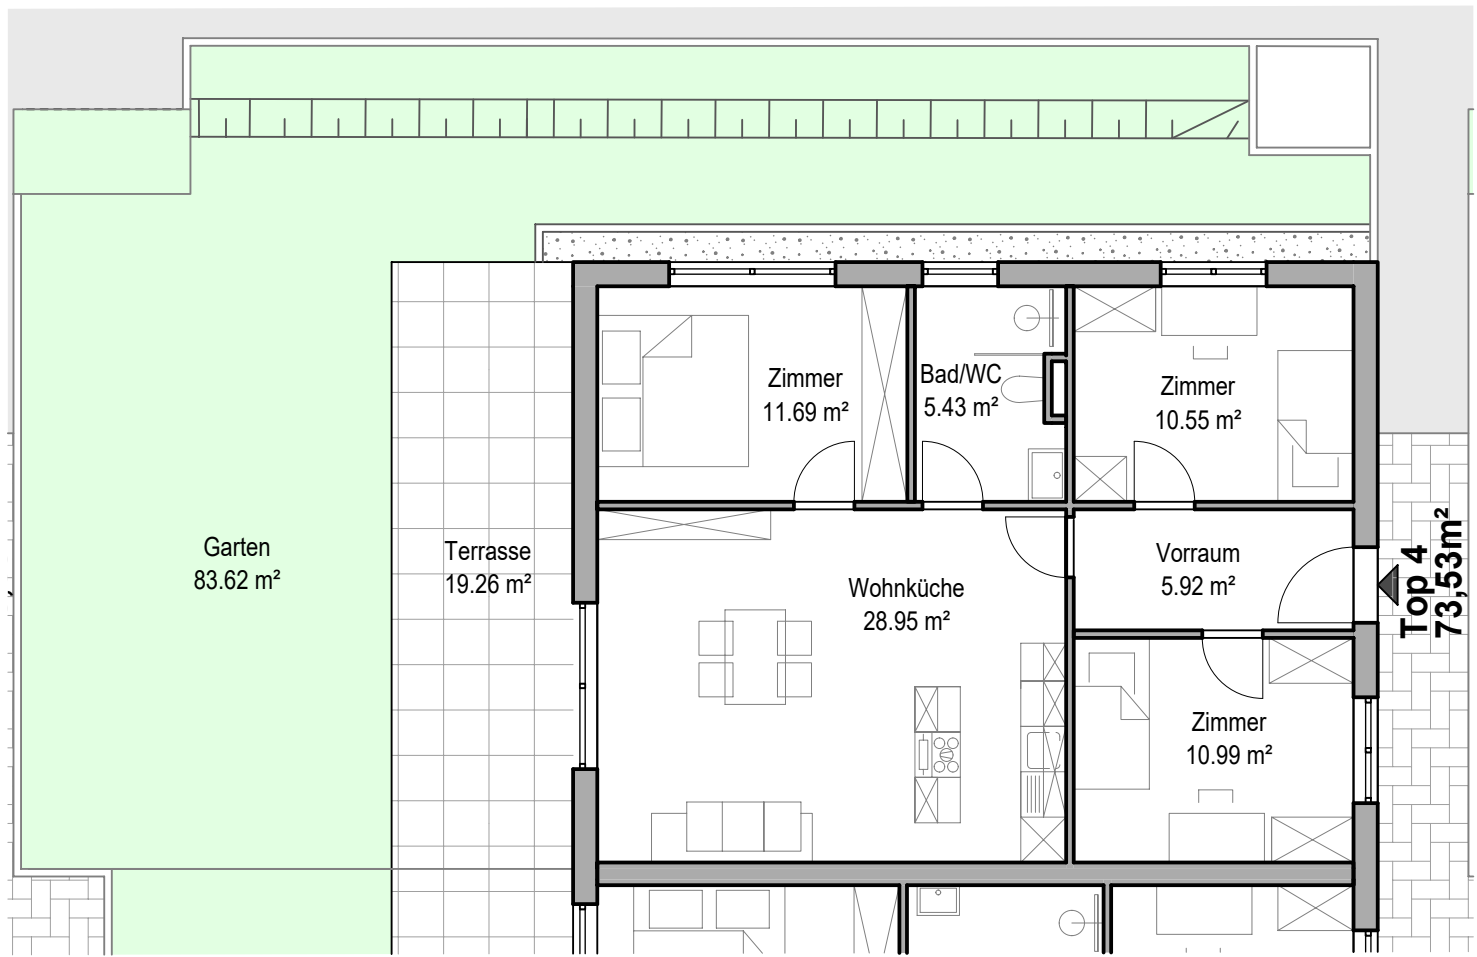 Zimmer
11.69 m²
Bad/WC
5.43 m²
Zimmer
10.55 m²
Garten
83.62 m²
Terrasse
19.26 m²
Wohnküche
28.95 m²
Vorraum
5.92 m²
Top 4
73,53m²
Zimmer
10.99 m²